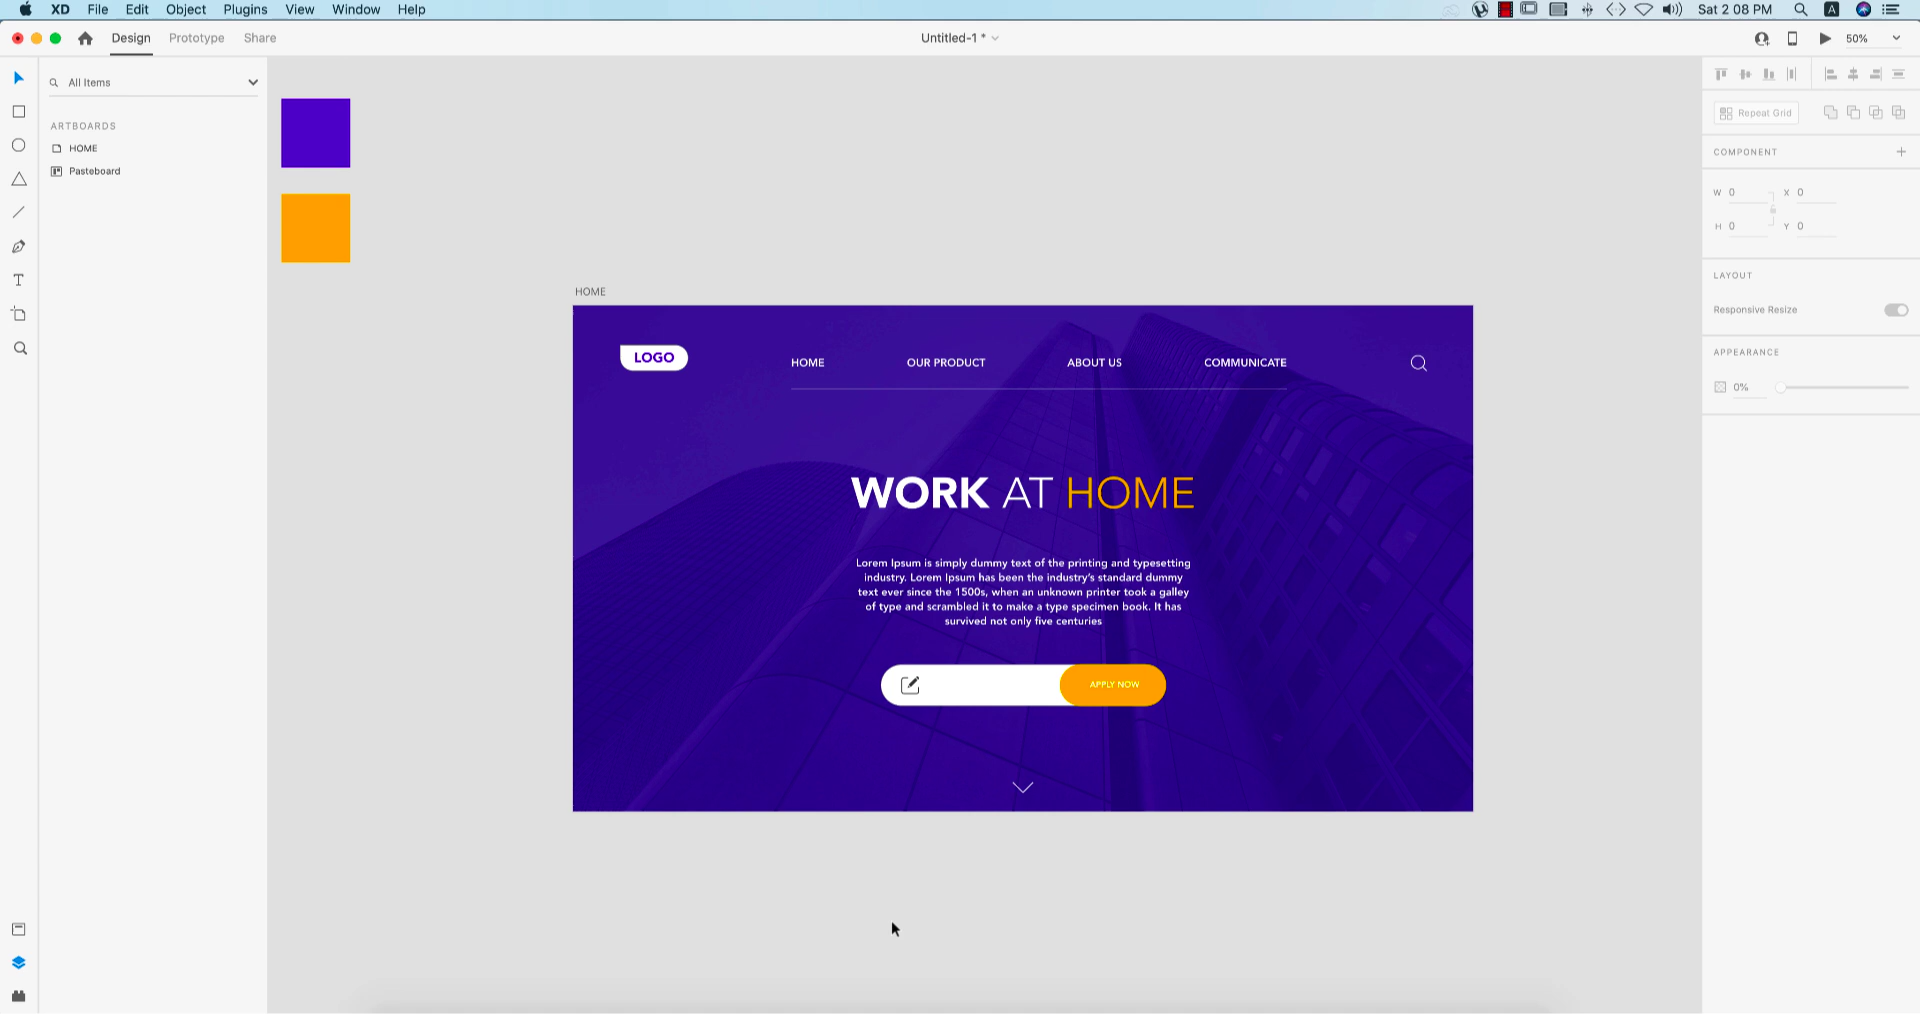 XD File Edit Object Plugins View Window Help
A
Sat 2 08 PM
Design Prototype Share
Untitled-1 *
50%
All Items
ARTBOARDS
HOME
Pasteboard
HOME
LOGO
HOME OUR PRODUCT ABOUT US COMMUNICATE
WORK AT HOME
Lorem Ipsum is simply dummy text of the printing and typesetting
industry. Lorem Ipsum has been the industry's standard dummy
text ever since the 1500s, when an unknown printer took a galley
of type and scrambled it to make a type specimen book. It has
survived not only five centuries
APPLY NOW
Repeat Grid
COMPONENT
W 0 X 0
H 0 Y 0
LAYOUT
Responsive Resize
APPEARANCE
0%